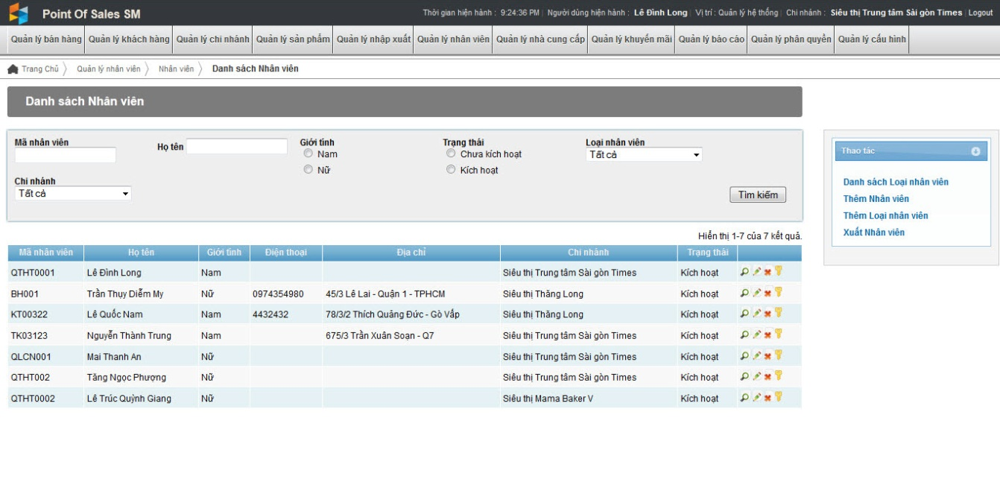 Point Of Sales SM
Thời gian hiện hành : 9:24:36 PM | Người dùng hiện hành : Lê Đình Long | Vị trí : Quản lý hệ thống | Chi nhánh : Siêu thị Trung tâm Sài gòn Times | Logout
Quản lý bán hàng Quản lý khách hàng Quản lý chi nhánh Quản lý sản phẩm Quản lý nhập xuất Quản lý nhân viên Quản lý nhà cung cấp Quản lý khuyến mãi Quản lý báo cáo Quản lý phân quyền Quản lý cấu hình
Trang Chủ Quản lý nhân viên Nhân viên Danh sách Nhân viên
Danh sách Nhân viên
Mã nhân viên
Họ tên
Giới tính
Nam
Nữ
Trạng thái
Chưa kích hoạt
Kích hoạt
Loại nhân viên
Tất cả
Chi nhánh
Tất cả
Tìm kiếm
Thao tác
Danh sách Loại nhân viên
Thêm Nhân viên
Thêm Loại nhân viên
Xuất Nhân viên
Hiển thị 1-7 của 7 kết quả.
Mã nhân viên Họ tên Giới tính Điện thoại Địa chỉ Chi nhánh Trạng thái
QTHT0001 Lê Đình Long Nam Siêu thị Trung tâm Sài gòn Times Kích hoạt
BH001 Trần Thụy Diễm My Nữ 0974354980 45/3 Lê Lai - Quận 1 - TPHCM Siêu thị Thăng Long Kích hoạt
KT00322 Lê Quốc Nam Nam 4432432 78/3/2 Thích Quảng Đức - Gò Vấp Siêu thị Thăng Long Kích hoạt
TK03123 Nguyễn Thành Trung Nam 675/3 Trần Xuân Soạn - Q7 Siêu thị Trung tâm Sài gòn Times Kích hoạt
QLCN001 Mai Thanh An Nữ Siêu thị Trung tâm Sài gòn Times Kích hoạt
QTHT002 Tăng Ngọc Phượng Nữ Siêu thị Trung tâm Sài gòn Times Kích hoạt
QTHT0002 Lê Trúc Quỳnh Giang Nữ Siêu thị Mama Baker V Kích hoạt